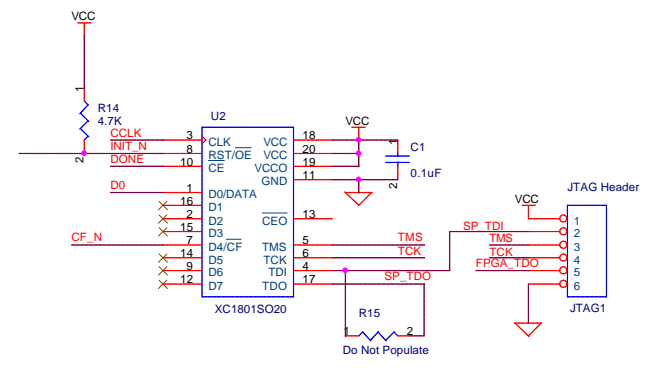 VCC
1
R14
4.7K
2
U2
CCLK 3 CLK VCC 18
INIT_N 8 RST/OE VCC 20
DONE 10 CE VCCO 19
GND 11
D0 1 D0/DATA
16 D1
2 D2 CEO 13
15 D3
CF_N 7 D4/CF TMS 5 TMS
14 D5 TCK 6 TCK
9 D6 TDI 4
12 D7 TDO 17 SP_TDO
XC1801SO20
VCC
1
C1
0.1uF
2
R15
1 2
Do Not Populate
JTAG Header
VCC
1
SP_TDI 2
TMS 3
TCK 4
FPGA_TDO 5
6
JTAG1